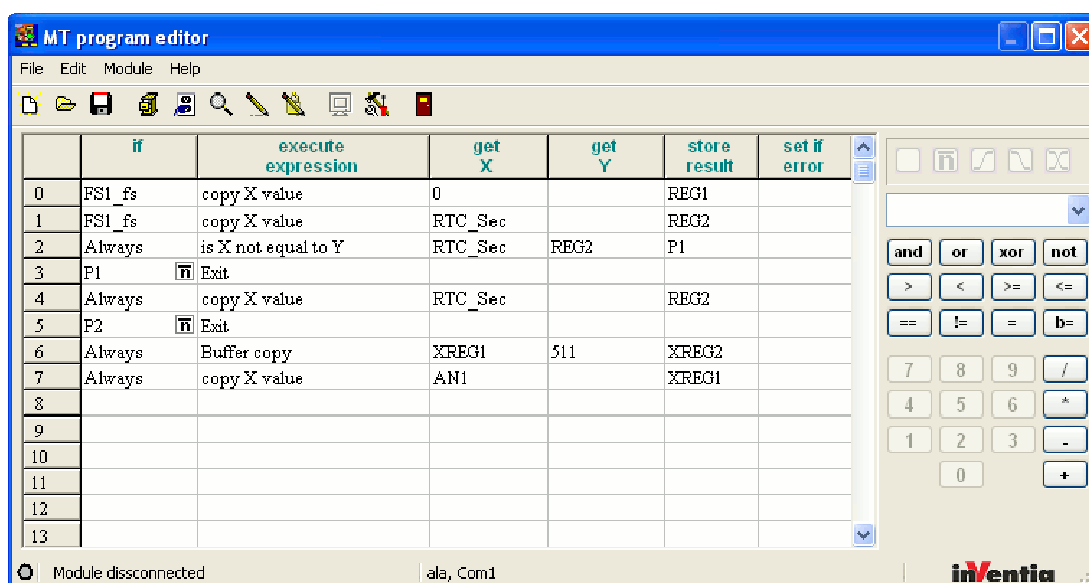 MT program editor
File Edit Module Help
if execute expression get X get Y store result set if error
0 FS1_fs copy X value 0 REG1
1 FS1_fs copy X value RTC_Sec REG2
2 Always is X not equal to Y RTC_Sec REG2 P1
3 P1 n Exit
4 Always copy X value RTC_Sec REG2
5 P2 n Exit
6 Always Buffer copy XREG1 511 XREG2
7 Always copy X value AN1 XREG1
8
9
10
11
12
13
n
and or xor not
> < >= <=
== != = b=
7 8 9 /
4 5 6 *
1 2 3 -
0 +
Module dissconnected ala, Com1 inVentia